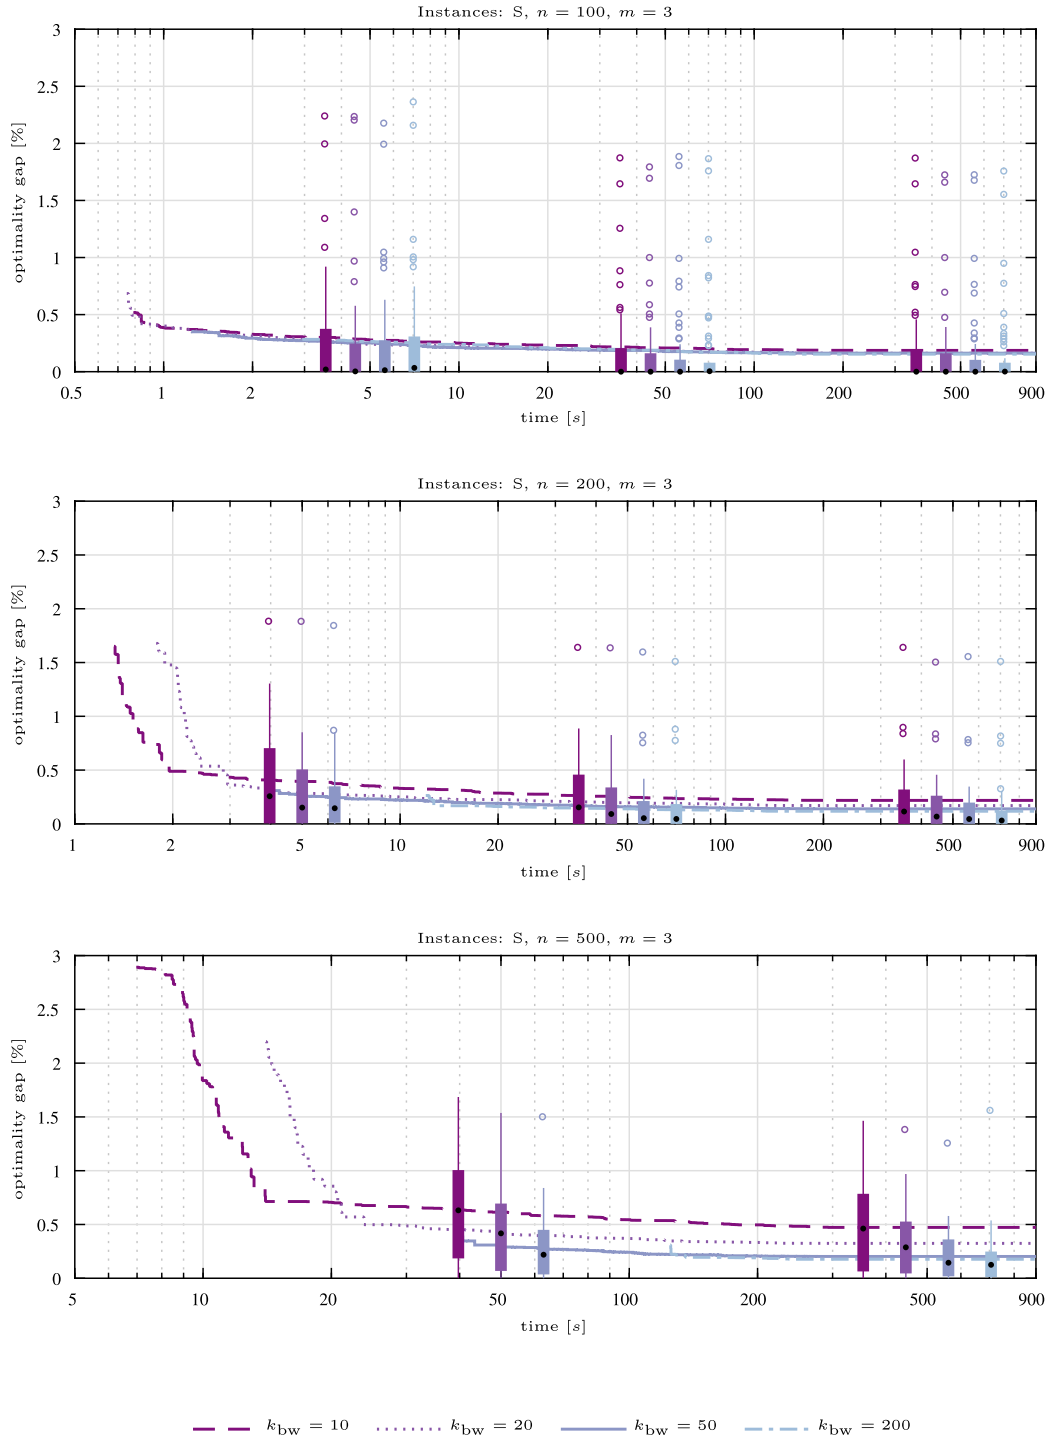 Instances: S, n = 100, m = 3
3
2.5
2
1.5
1
0.5
0
optimality gap [%]
0.5 1 2 5 10 20 50 100 200 500 900
time [s]
Instances: S, n = 200, m = 3
3
2.5
2
1.5
1
0.5
0
optimality gap [%]
1 2 5 10 20 50 100 200 500 900
time [s]
Instances: S, n = 500, m = 3
3
2.5
2
1.5
1
0.5
0
optimality gap [%]
5 10 20 50 100 200 500 900
time [s]
k_bw = 10 k_bw = 20 k_bw = 50 k_bw = 200